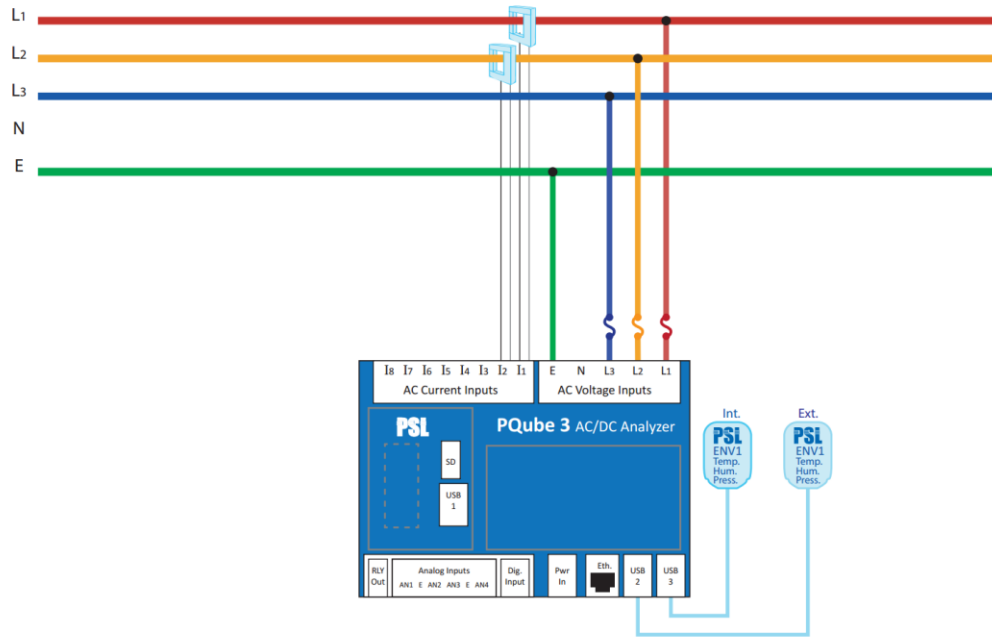 L1
L2
L3
N
E
I8 I7 I6 I5 I4 I3 I2 I1
AC Current Inputs
E N L3 L2 L1
AC Voltage Inputs
PSL
PQube 3 AC/DC Analyzer
SD
USB
1
Int.
PSL
ENV1
Temp.
Hum.
Press.
Ext.
PSL
ENV1
Temp.
Hum.
Press.
RLY
Out
Analog Inputs
AN1 E AN2 AN3 E AN4
Dig.
Input
Pwr
In
Eth.
USB
2
USB
3